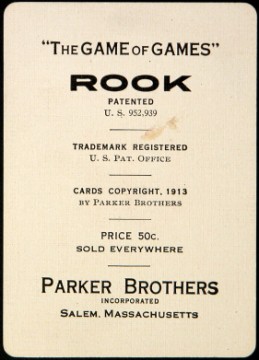 "THE GAME OF GAMES"
ROOK
PATENTED
U. S. 952,939
TRADEMARK REGISTERED
U. S. PAT. OFFICE
CARDS COPYRIGHT, 1913
BY PARKER BROTHERS
PRICE 50c.
SOLD EVERYWHERE
PARKER BROTHERS
INCORPORATED
SALEM, MASSACHUSETTS